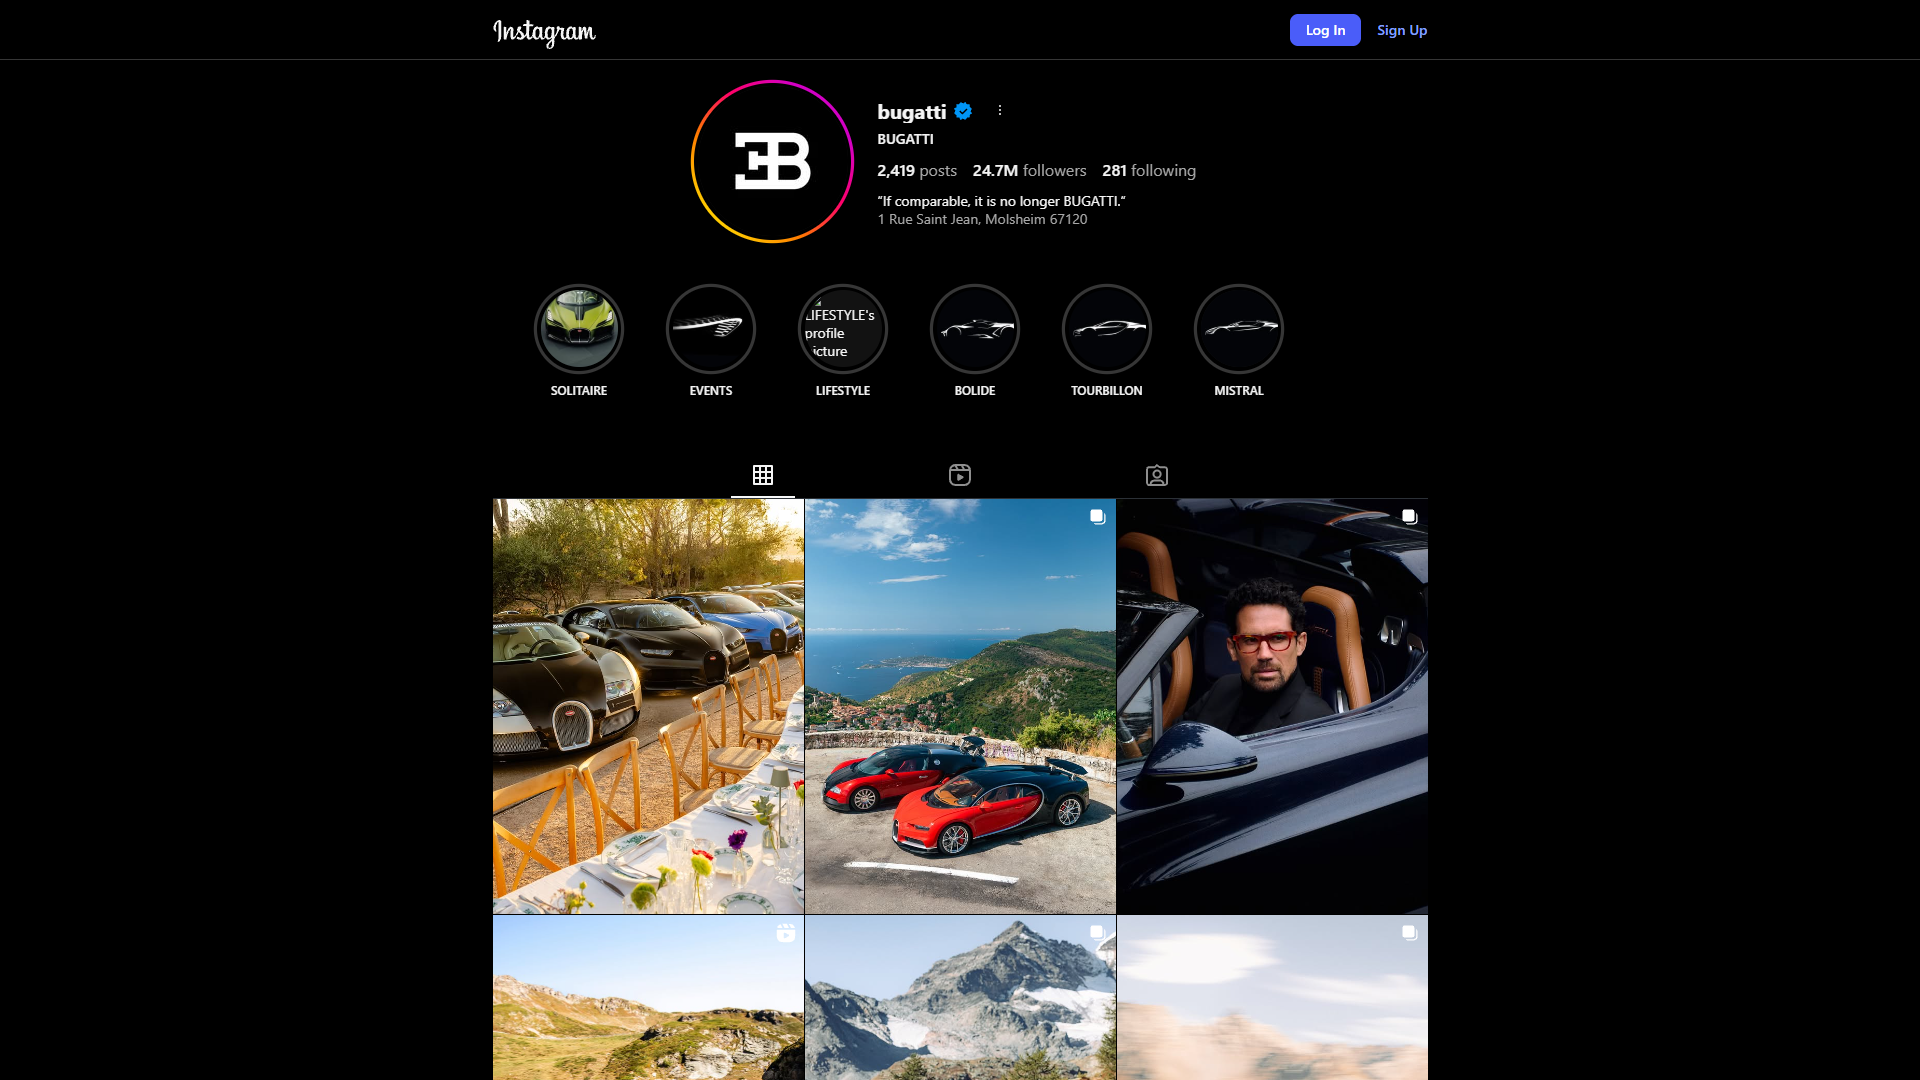 Instagram
Log In
Sign Up
bugatti
BUGATTI
2,419 posts 24.7M followers 281 following
“If comparable, it is no longer BUGATTI.“
1 Rue Saint Jean, Molsheim 67120
LIFESTYLE's
profile
icture
SOLITAIRE
EVENTS
LIFESTYLE
BOLIDE
TOURBILLON
MISTRAL